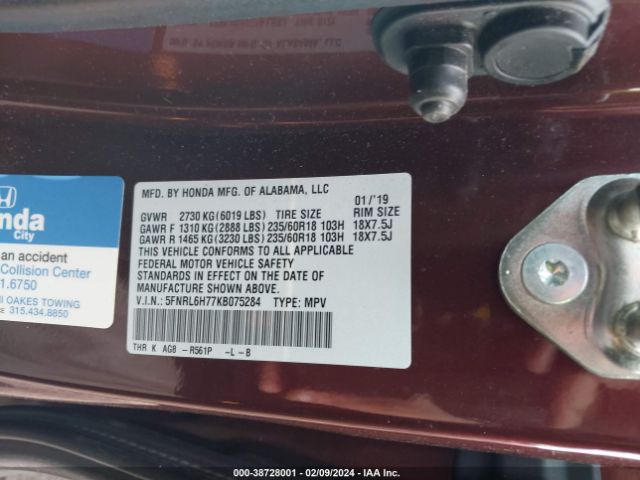 MFD. BY HONDA MFG. OF ALABAMA, LLC
01/'19
GVWR 2730 KG(6019 LBS) TIRE SIZE RIM SIZE
GAWR F 1310 KG(2888 LBS)235/60R18 103H 18X7.5J
GAWR R 1465 KG(3230 LBS)235/60R18 103H 18X7.5J
THIS VEHICLE CONFORMS TO ALL APPLICABLE
FEDERAL MOTOR VEHICLE SAFETY
STANDARDS IN EFFECT ON THE DATE OF
MANUFACTURE SHOWN ABOVE.
V.I.N: 5FNRL6H77KB075284 TYPE: MPV
THR K AG8 -R561P -L-B
nda
City
an accident
Collision Center
1.6750
OAKES TOWING
315.434.8850
000-38728001 - 02/09/2024 - IAA Inc.